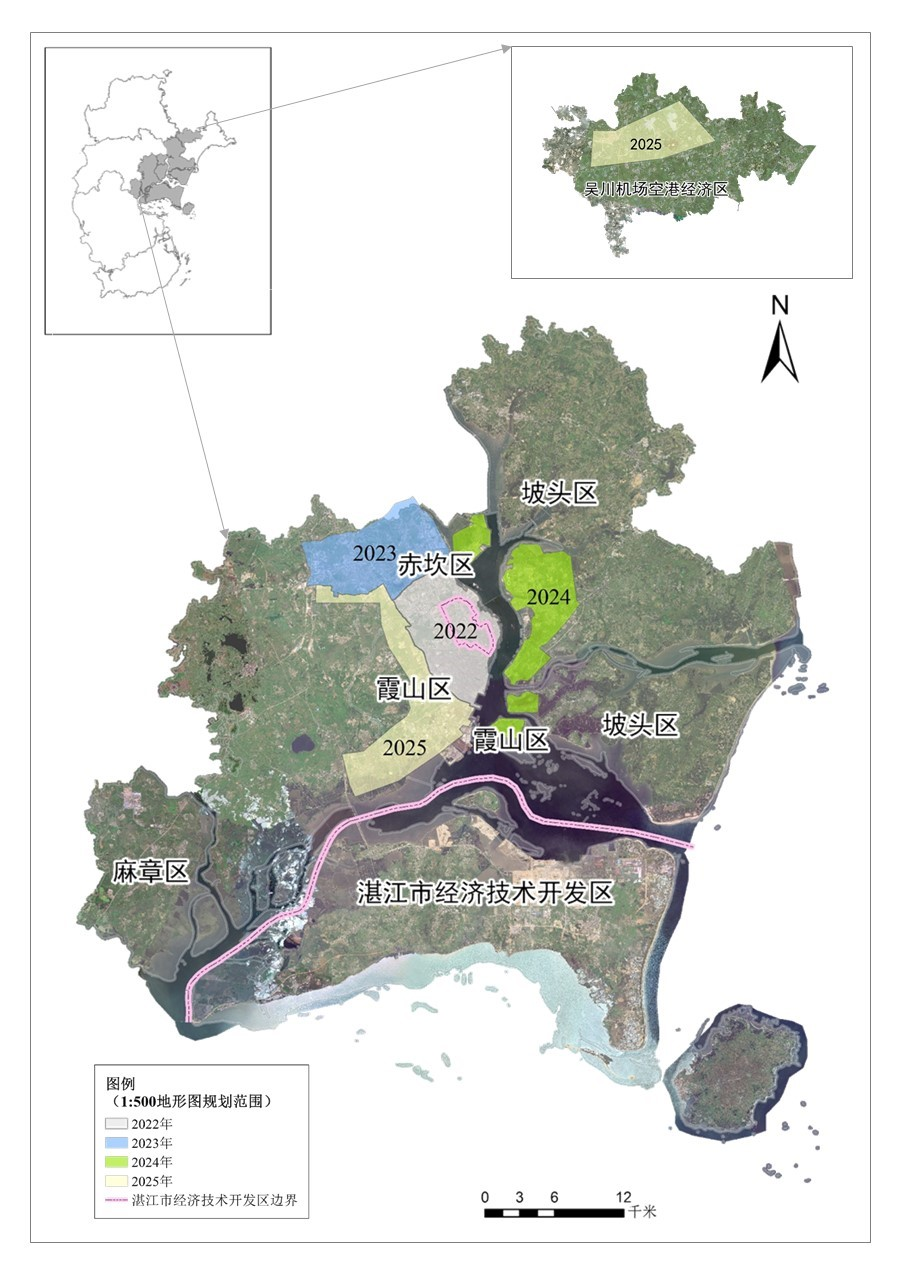 2025
吴川机场空港经济区
N
坡头区
2023
赤坎区
2024
2022
霞山区
坡头区
霞山区
2025
麻章区
湛江市经济技术开发区
图例
（1:500地形图规划范围）
2022年
2023年
2024年
2025年
湛江市经济技术开发区边界
0 3 6 12
千米